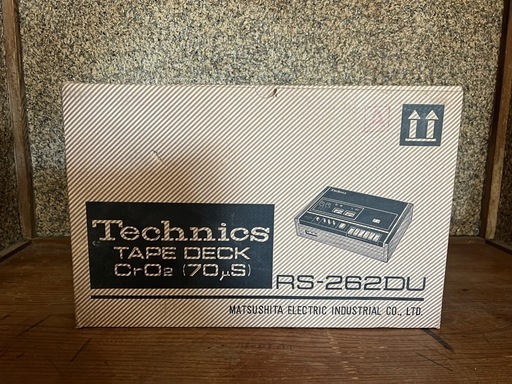 Technics
TAPE DECK
CrO2 (70μS)
RS-262DU
MATSUSHITA ELECTRIC INDUSTRIAL CO., LTD.